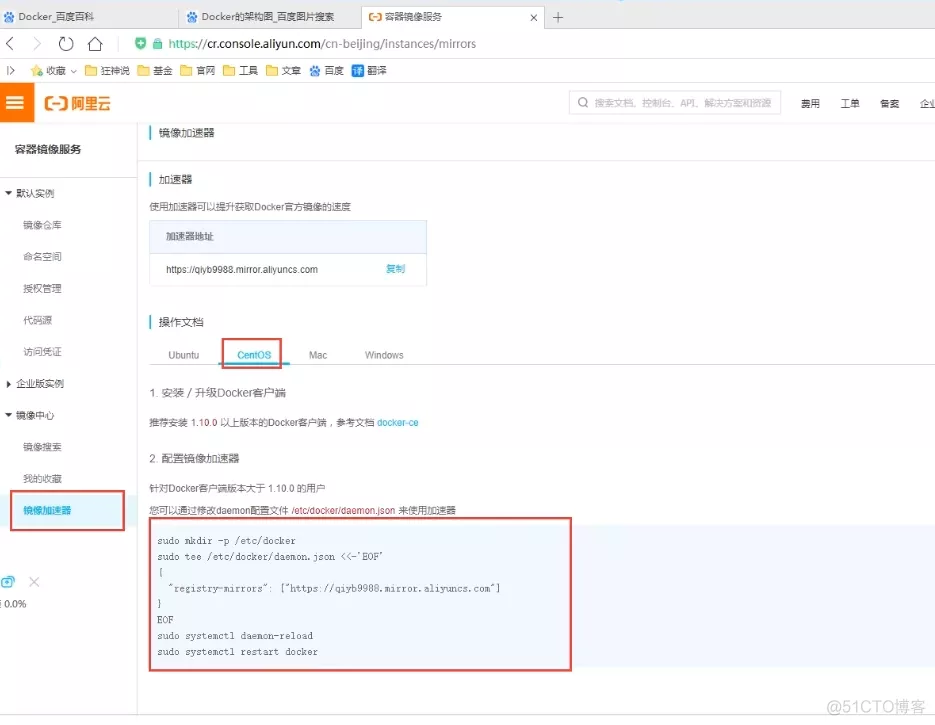 Docker_百度百科
Docker的架构图_百度图片搜索
容器镜像服务
https://cr.console.aliyun.com/cn-beijing/instances/mirrors
收藏 狂神说 基金 官网 工具 文章 百度 译 翻译
阿里云
搜索文档、控制台、API、解决方案和资源
费用 工单 备案 企业
容器镜像服务
默认实例
镜像仓库
命名空间
授权管理
代码源
访问凭证
企业版实例
镜像中心
镜像搜索
我的收藏
镜像加速器
0.0%
镜像加速器
加速器
使用加速器可以提升获取Docker官方镜像的速度
加速器地址
https://qiyb9988.mirror.aliyuncs.com 复制
操作文档
Ubuntu CentOS Mac Windows
1. 安装 / 升级Docker客户端
推荐安装 1.10.0 以上版本的Docker客户端，参考文档 docker-ce
2. 配置镜像加速器
针对Docker客户端版本大于 1.10.0 的用户
您可以通过修改daemon配置文件 /etc/docker/daemon.json 来使用加速器
sudo mkdir -p /etc/docker
sudo tee /etc/docker/daemon.json <<-'EOF'
{
"registry-mirrors": ["https://qiyb9988.mirror.aliyuncs.com"]
}
EOF
sudo systemctl daemon-reload
sudo systemctl restart docker
@51CTO博客